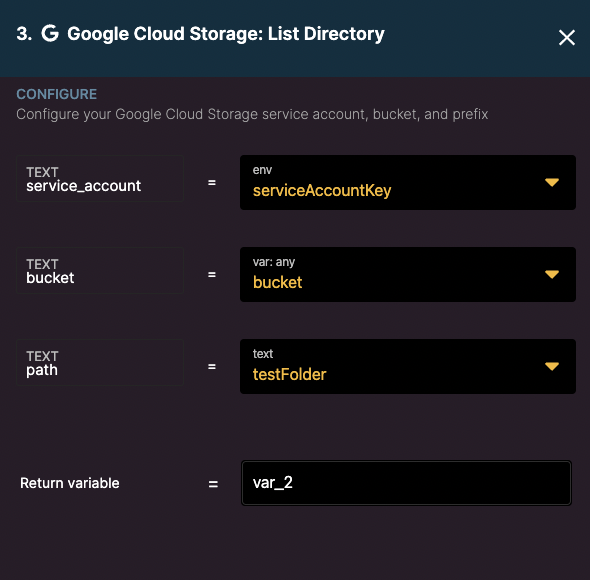 3. G Google Cloud Storage: List Directory
CONFIGURE
Configure your Google Cloud Storage service account, bucket, and prefix
TEXT
service_account
=
env
serviceAccountKey
TEXT
bucket
=
var: any
bucket
TEXT
path
=
text
testFolder
Return variable
=
var_2